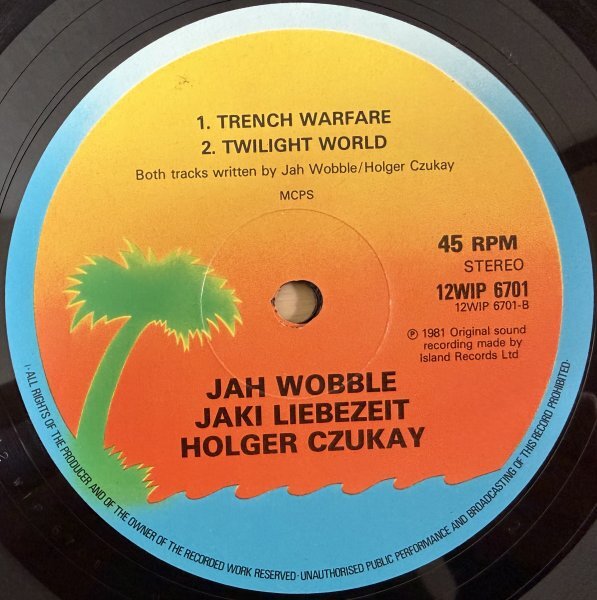 1. TRENCH WARFARE
2. TWILIGHT WORLD
Both tracks written by Jah Wobble/Holger Czukay
MCPS
45 RPM
STEREO
12WIP 6701
12WIP 6701-B
℗ 1981 Original sound
recording made by
Island Records Ltd
JAH WOBBLE
JAKI LIEBEZEIT
HOLGER CZUKAY
·ALL RIGHTS OF THE PRODUCER AND OF THE OWNER OF THE RECORDED WORK RESERVED·UNAUTHORISED PUBLIC PERFORMANCE AND BROADCASTING OF THIS RECORD PROHIBITED·